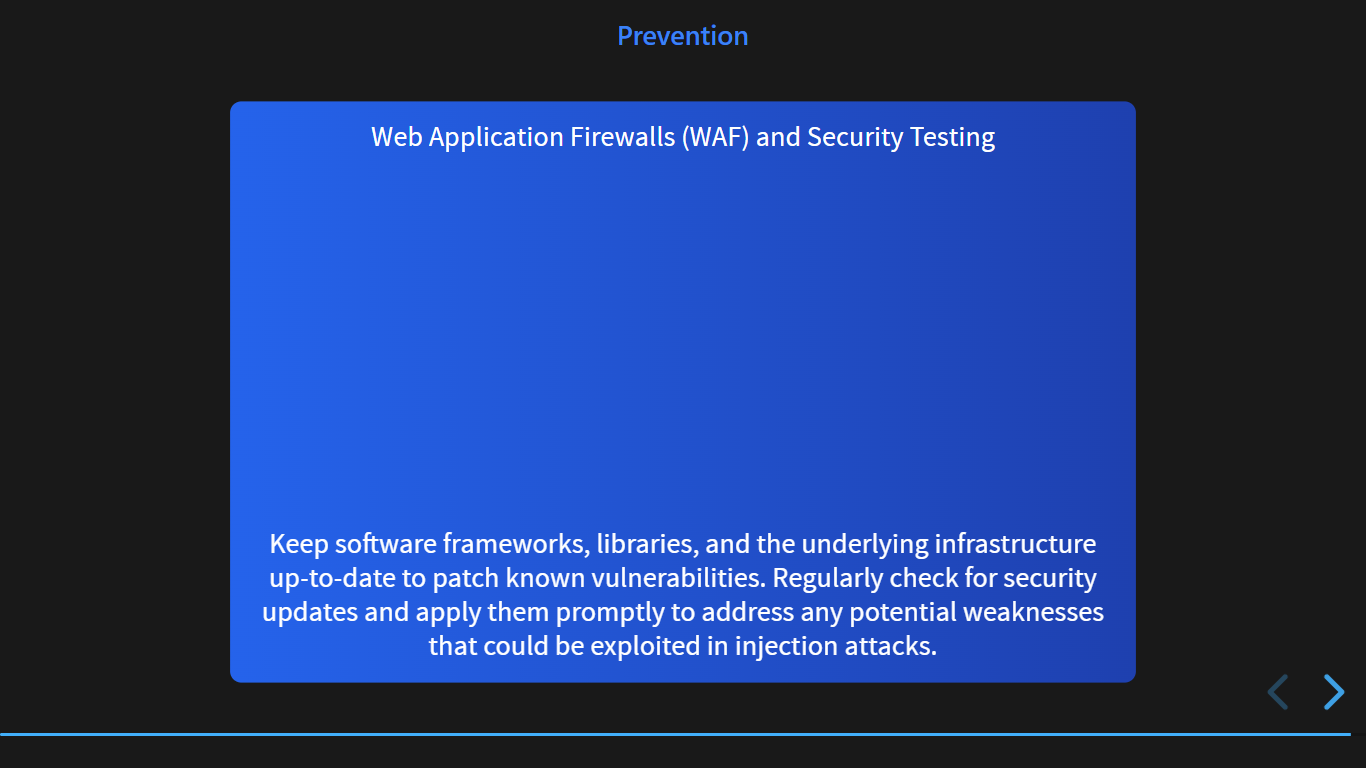 Prevention
Web Application Firewalls (WAF) and Security Testing
Keep software frameworks, libraries, and the underlying infrastructure
up-to-date to patch known vulnerabilities. Regularly check for security
updates and apply them promptly to address any potential weaknesses
that could be exploited in injection attacks.